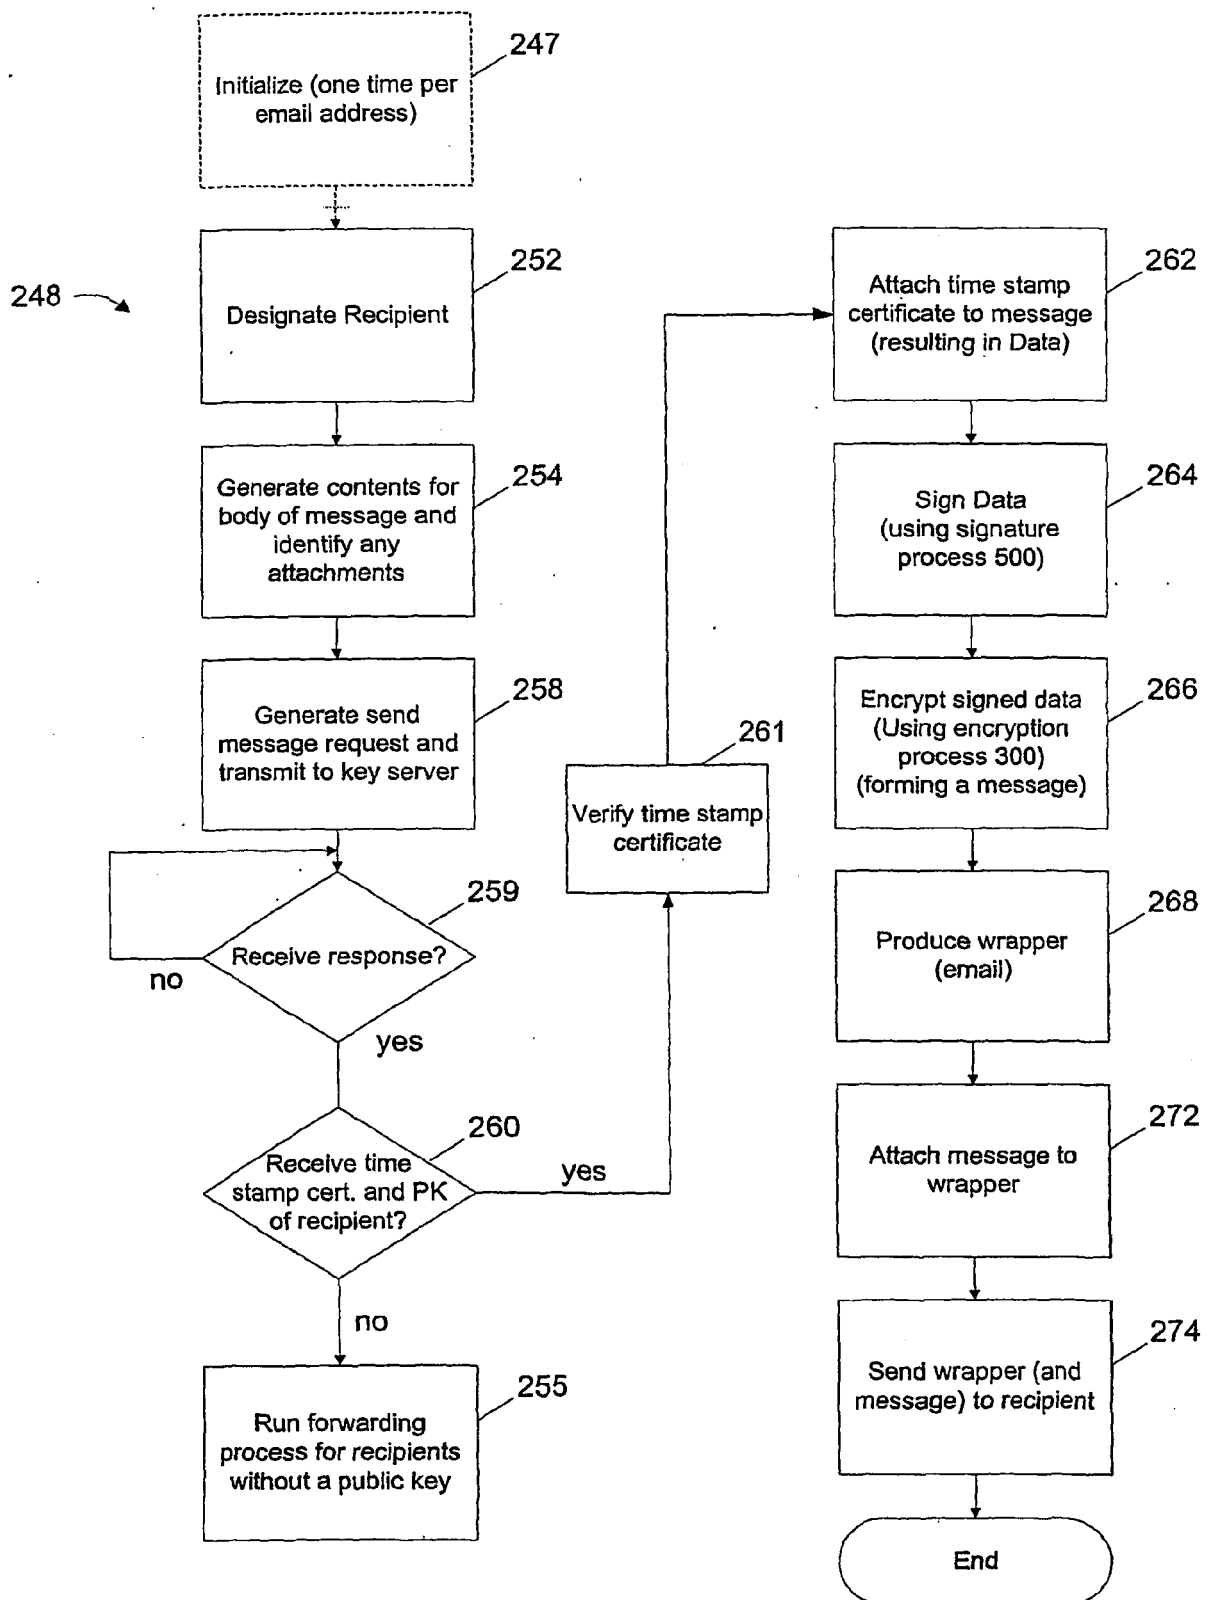 247
Initialize (one time per
email address)
248
252
Designate Recipient
254
Generate contents for
body of message and
identify any
attachments
258
Generate send
message request and
transmit to key server
259
Receive response?
no
yes
260
Receive time
stamp cert. and PK
of recipient?
yes
no
255
Run forwarding
process for recipients
without a public key
261
Verify time stamp
certificate
262
Attach time stamp
certificate to message
(resulting in Data)
264
Sign Data
(using signature
process 500)
266
Encrypt signed data
(Using encryption
process 300)
(forming a message)
268
Produce wrapper
(email)
272
Attach message to
wrapper
274
Send wrapper (and
message) to recipient
End